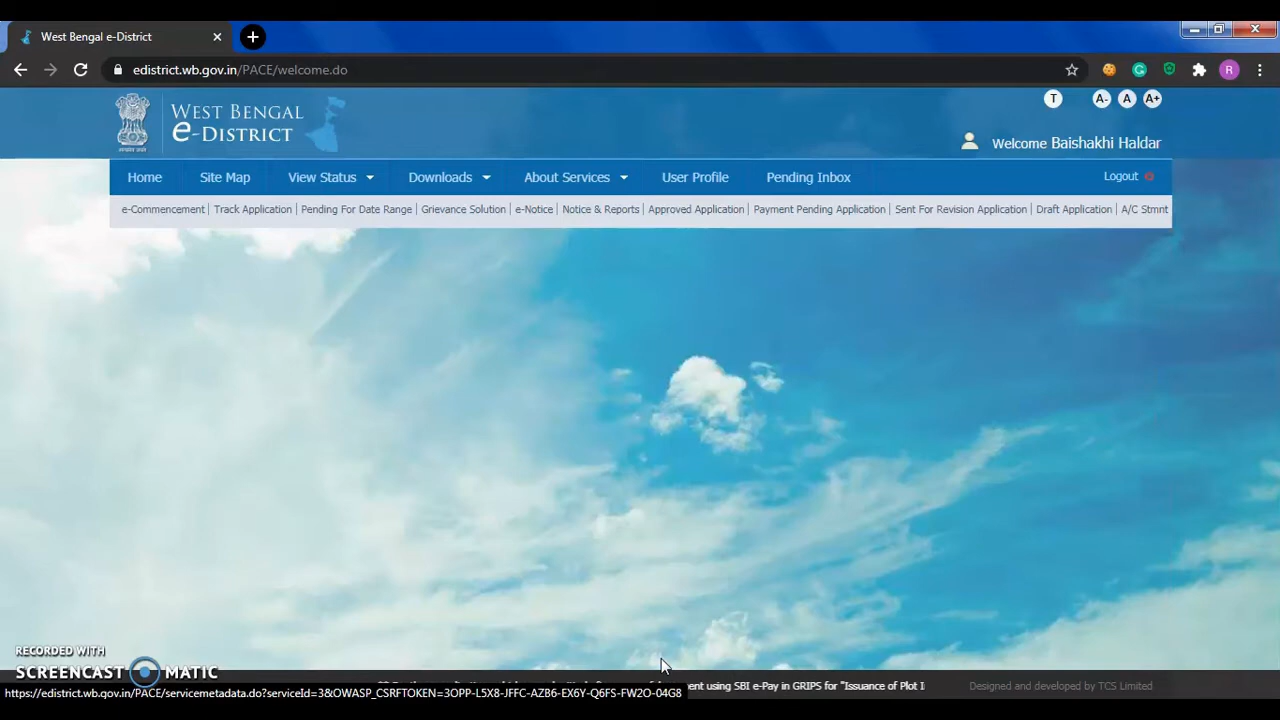 West Bengal e-District
edistrict.wb.gov.in/PACE/welcome.do
R
T A- A A+
WEST BENGAL
e-DISTRICT
Welcome Baishakhi Haldar
Home Site Map View Status Downloads About Services User Profile Pending Inbox Logout
e-Commencement | Track Application | Pending For Date Range | Grievance Solution | e-Notice | Notice & Reports | Approved Application | Payment Pending Application | Sent For Revision Application | Draft Application | A/C Stmnt
RECORDED WITH
SCREENCAST MATIC
ent using SBI e-Pay in GRIPS for "Issuance of Plot I
Designed and developed by TCS Limited
https://edistrict.wb.gov.in/PACE/servicemetadata.do?serviceId=3&OWASP_CSRFTOKEN=3OPP-L5X8-JFFC-AZB6-EX6Y-Q6FS-FW2O-04G8